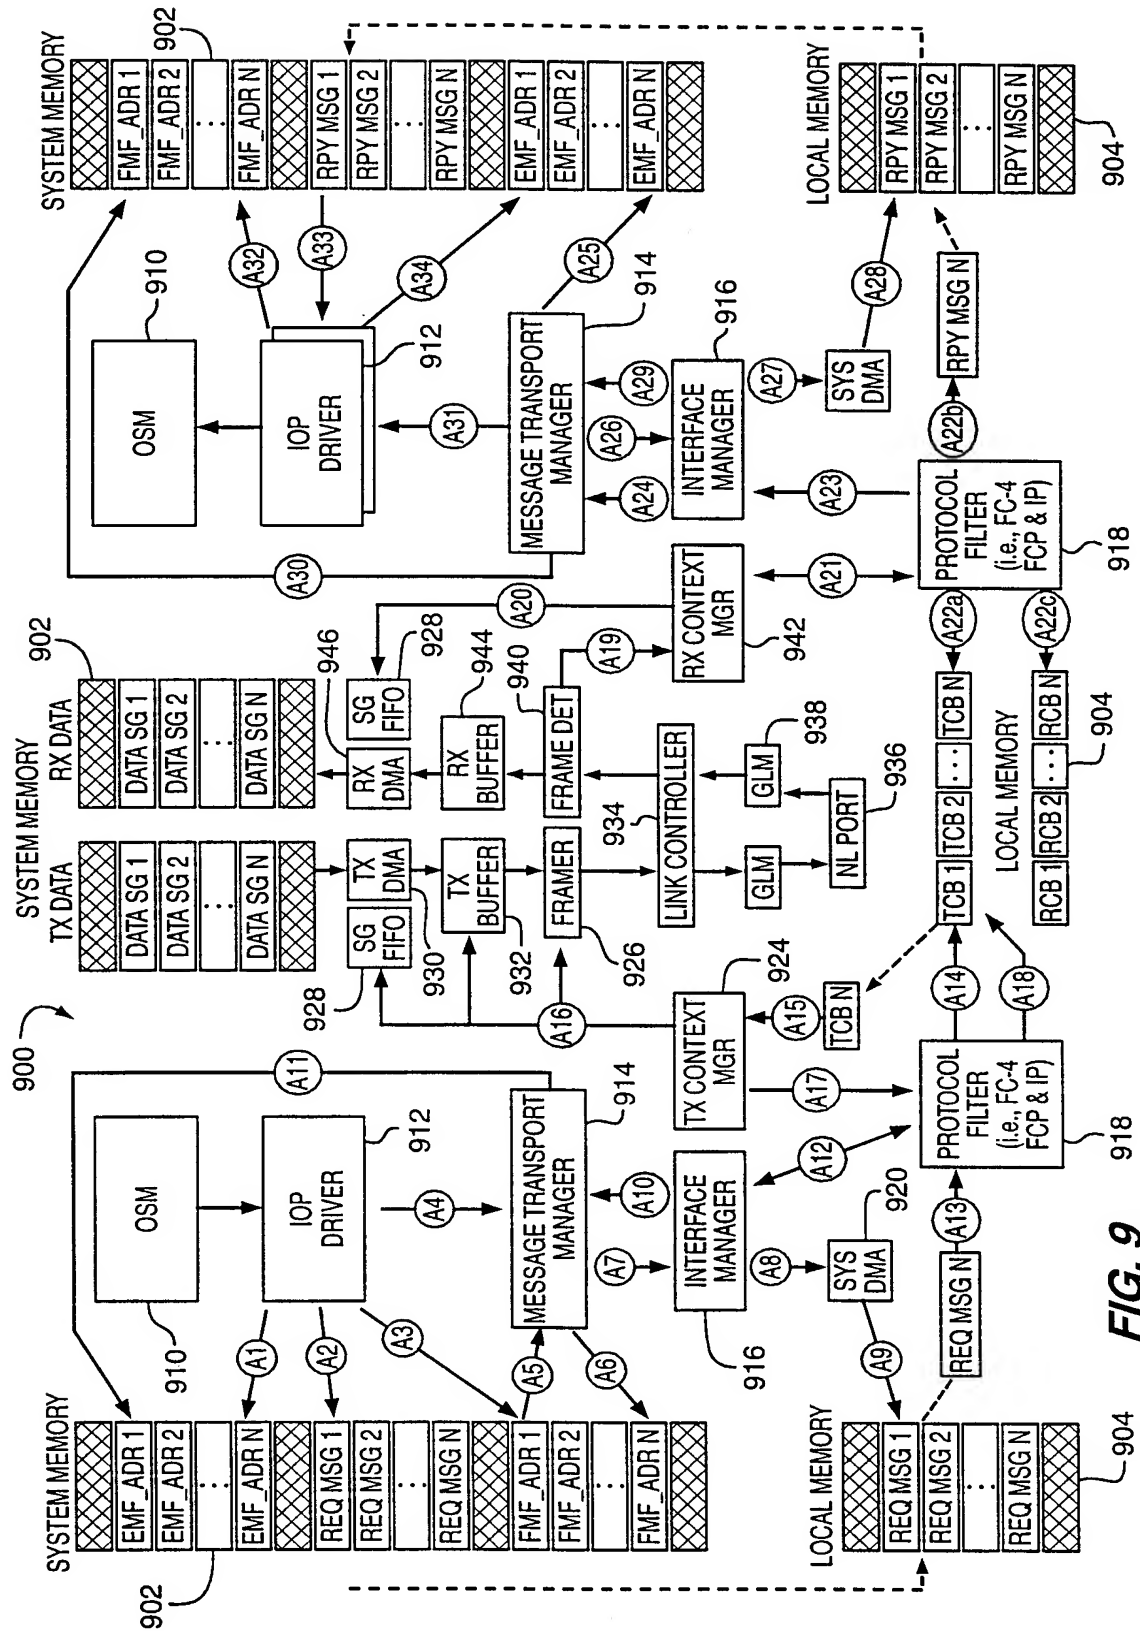 SYSTEM MEMORY
EMF_ADR 1
EMF_ADR 2
...
EMF_ADR N
REQ MSG 1
REQ MSG 2
...
REQ MSG N
FMF_ADR 1
FMF_ADR 2
...
FMF_ADR N
902
LOCAL MEMORY
REQ MSG 1
REQ MSG 2
...
REQ MSG N
904
900
OSM
910
IOP
DRIVER
912
A1
A2
A3
A4
A5
A6
A11
MESSAGE TRANSPORT
MANAGER
914
A7
A10
INTERFACE
MANAGER
916
A8
A12
SYS
DMA
920
A9
REQ MSG N
A13
PROTOCOL
FILTER
(i.e., FC-4
FCP & IP)
918
A14
A18
A17
TX CONTEXT
MGR
924
A15
TCB N
A16
SYSTEM MEMORY
TX DATA
DATA SG 1
DATA SG 2
...
DATA SG N
RX DATA
DATA SG 1
DATA SG 2
...
DATA SG N
902
SG
FIFO
928
TX
DMA
930
TX
BUFFER
932
FRAMER
926
RX
DMA
946
SG
FIFO
928
RX
BUFFER
944
FRAME DET
940
LINK CONTROLLER
934
GLM
GLM
938
NL PORT
936
A19
A20
RX CONTEXT
MGR
942
A21
TCB 1
TCB 2
...
TCB N
LOCAL MEMORY
RCB 1
RCB 2
...
RCB N
904
A22a
A22c
A22b
PROTOCOL
FILTER
(i.e., FC-4
FCP & IP)
918
RPY MSG N
A23
INTERFACE
MANAGER
916
A24
A26
A29
A27
SYS
DMA
A28
MESSAGE TRANSPORT
MANAGER
914
A25
A30
A31
IOP
DRIVER
912
OSM
910
A32
A33
A34
SYSTEM MEMORY
FMF_ADR 1
FMF_ADR 2
...
FMF_ADR N
RPY MSG 1
RPY MSG 2
...
RPY MSG N
EMF_ADR 1
EMF_ADR 2
...
EMF_ADR N
902
LOCAL MEMORY
RPY MSG 1
RPY MSG 2
...
RPY MSG N
904
FIG. 9